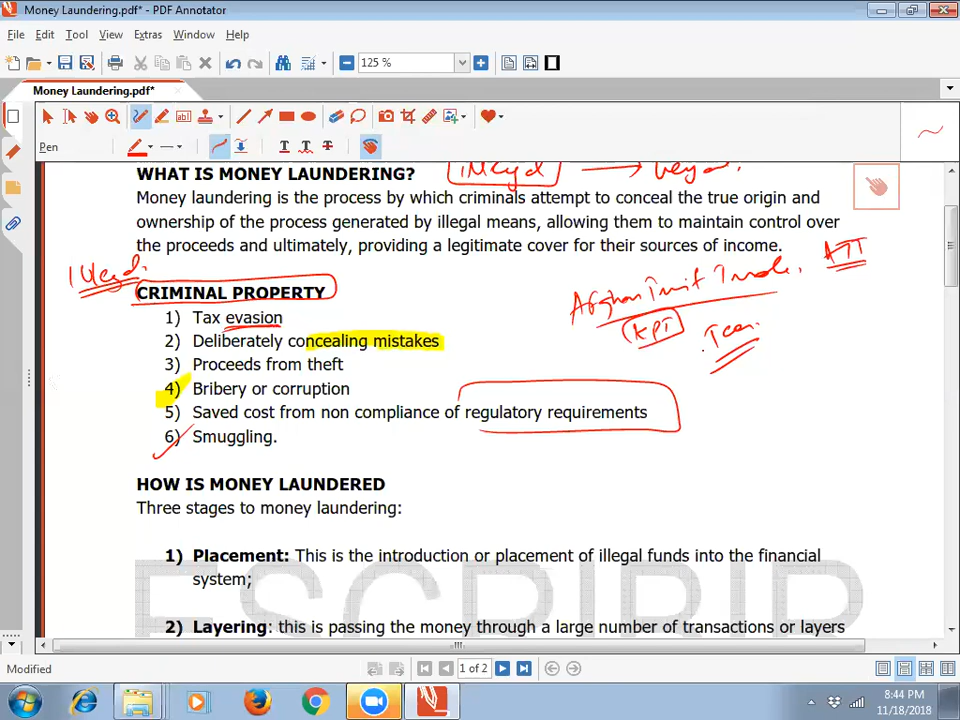 Money Laundering.pdf* - PDF Annotator
File Edit Tool View Extras Window Help
125 %
Money Laundering.pdf*
Pen
WHAT IS MONEY LAUNDERING?
Money laundering is the process by which criminals attempt to conceal the true origin and
ownership of the process generated by illegal means, allowing them to maintain control over
the proceeds and ultimately, providing a legitimate cover for their sources of income.
Illegal.
ATT
CRIMINAL PROPERTY
Afghan Transit Trade.
1) Tax evasion
KPT
2) Deliberately concealing mistakes
3) Proceeds from theft
4) Bribery or corruption
5) Saved cost from non compliance of regulatory requirements
6) Smuggling.
HOW IS MONEY LAUNDERED
Three stages to money laundering:
1) Placement: This is the introduction or placement of illegal funds into the financial
system;
2) Layering: this is passing the money through a large number of transactions or layers
Modified
1 of 2
8:44 PM
11/18/2018